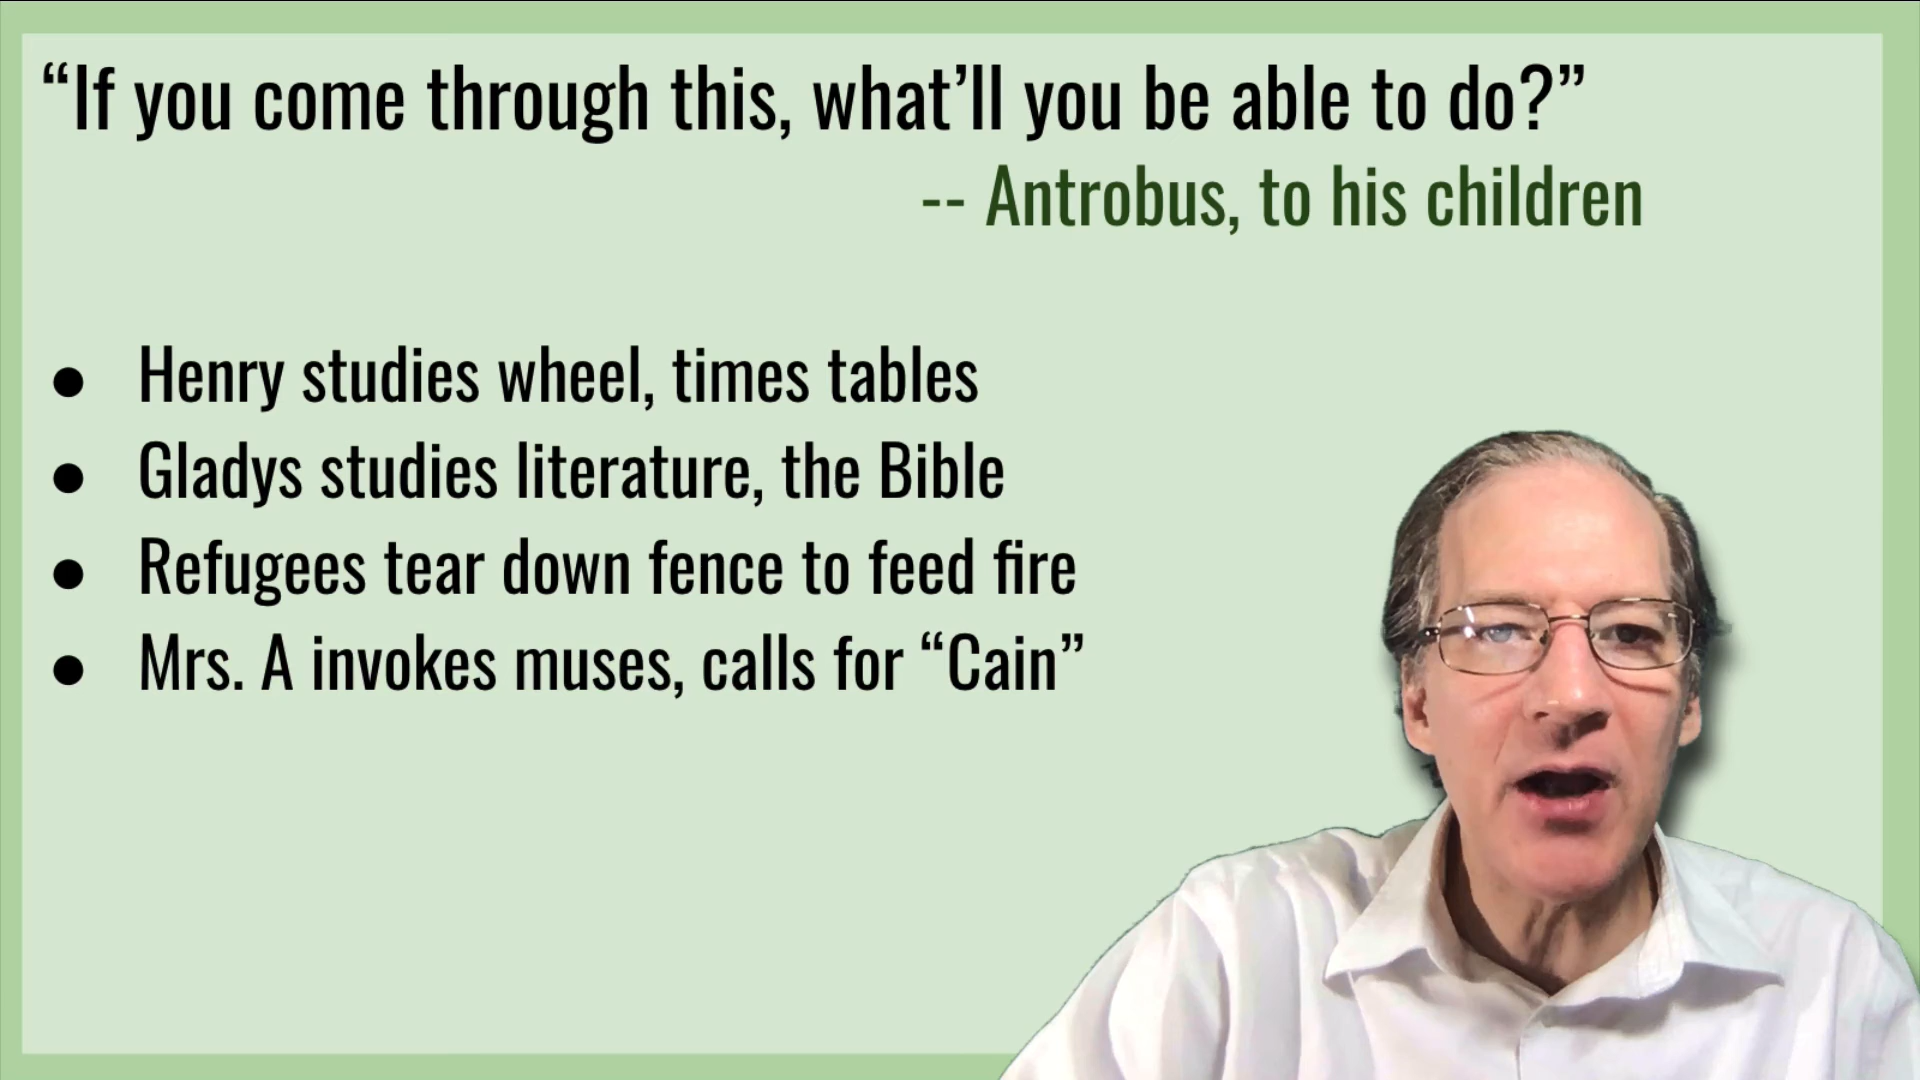 “If you come through this, what’ll you be able to do?”
-- Antrobus, to his children
● Henry studies wheel, times tables
● Gladys studies literature, the Bible
● Refugees tear down fence to feed fire
● Mrs. A invokes muses, calls for “Cain”